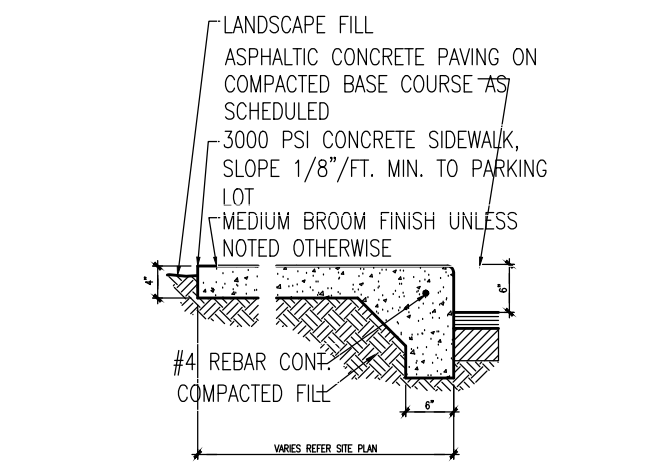 LANDSCAPE FILL
ASPHALTIC CONCRETE PAVING ON
COMPACTED BASE COURSE AS
SCHEDULED
3000 PSI CONCRETE SIDEWALK,
SLOPE 1/8"/FT. MIN. TO PARKING
LOT
MEDIUM BROOM FINISH UNLESS
NOTED OTHERWISE
4"
6"
#4 REBAR CONT.
COMPACTED FILL
6"
VARIES REFER SITE PLAN